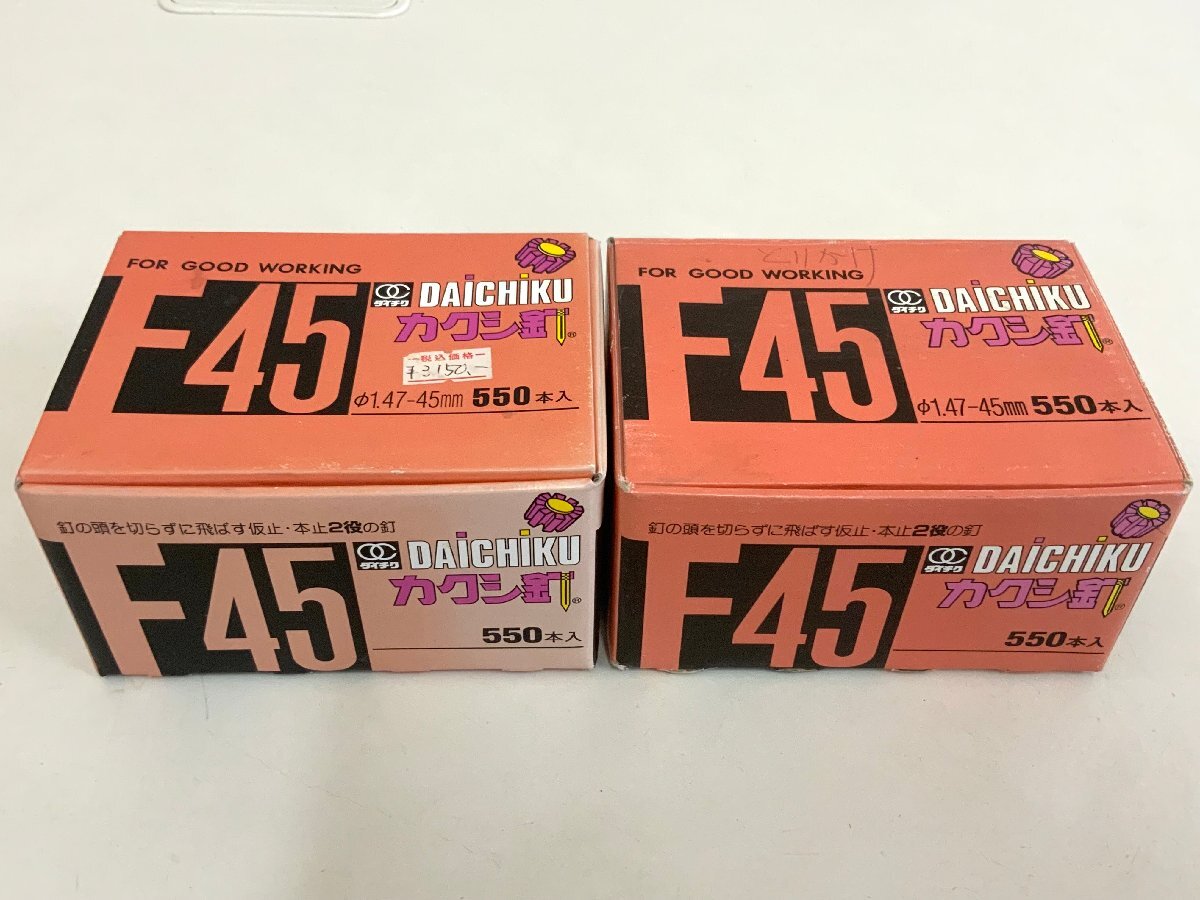 FOR GOOD WORKING
F45
ダイチク
DAiCHiKU
カクシ釘®
税込価格
¥3,150.-
φ1.47-45mm 550本入
釘の頭を切らずに飛ばす仮止・本止2役の釘
F45
ダイチク
DAiCHiKU
カクシ釘®
550本入
とりかけ
FOR GOOD WORKING
F45
ダイチク
DAiCHiKU
カクシ釘®
φ1.47-45mm 550本入
釘の頭を切らずに飛ばす仮止・本止2役の釘
F45
ダイチク
DAiCHiKU
カクシ釘®
550本入